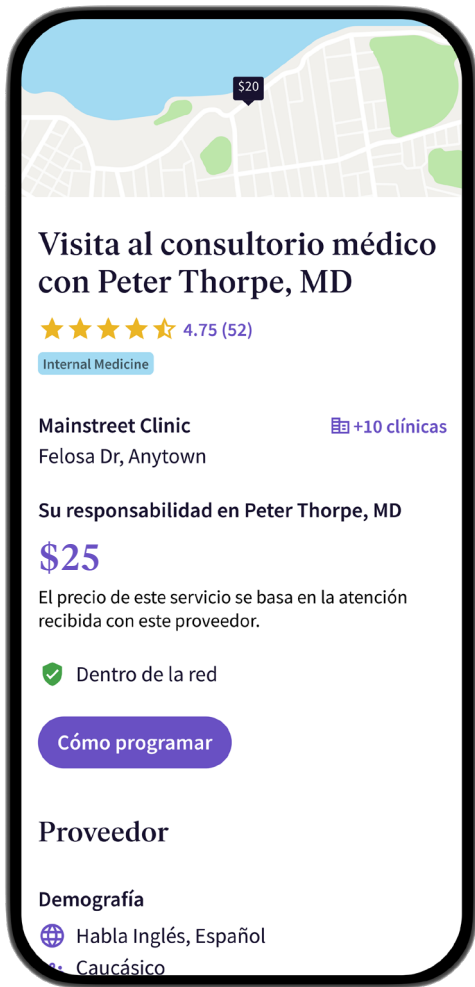 $20
Visita al consultorio médico
con Peter Thorpe, MD
4.75 (52)
Internal Medicine
Mainstreet Clinic
+10 clínicas
Felosa Dr, Anytown
Su responsabilidad en Peter Thorpe, MD
$25
El precio de este servicio se basa en la atención
recibida con este proveedor.
Dentro de la red
Cómo programar
Proveedor
Demografía
Habla Inglés, Español
Caucásico